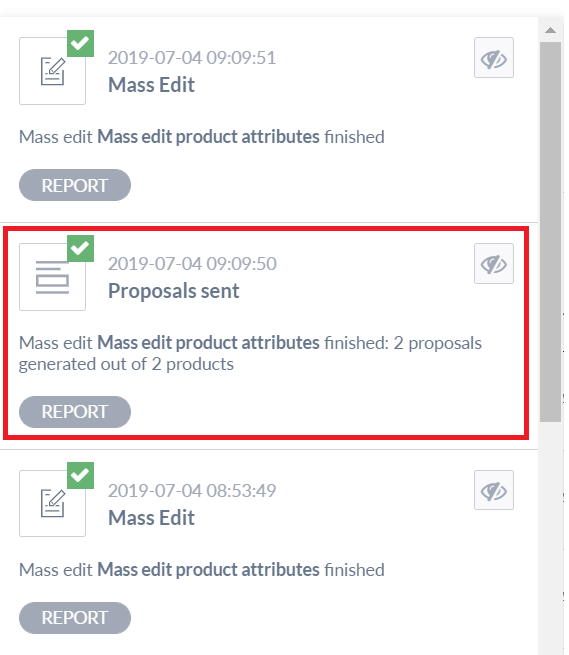 2019-07-04 09:09:51
Mass Edit
Mass edit Mass edit product attributes finished
REPORT
2019-07-04 09:09:50
Proposals sent
Mass edit Mass edit product attributes finished: 2 proposals
generated out of 2 products
REPORT
2019-07-04 08:53:49
Mass Edit
Mass edit Mass edit product attributes finished
REPORT